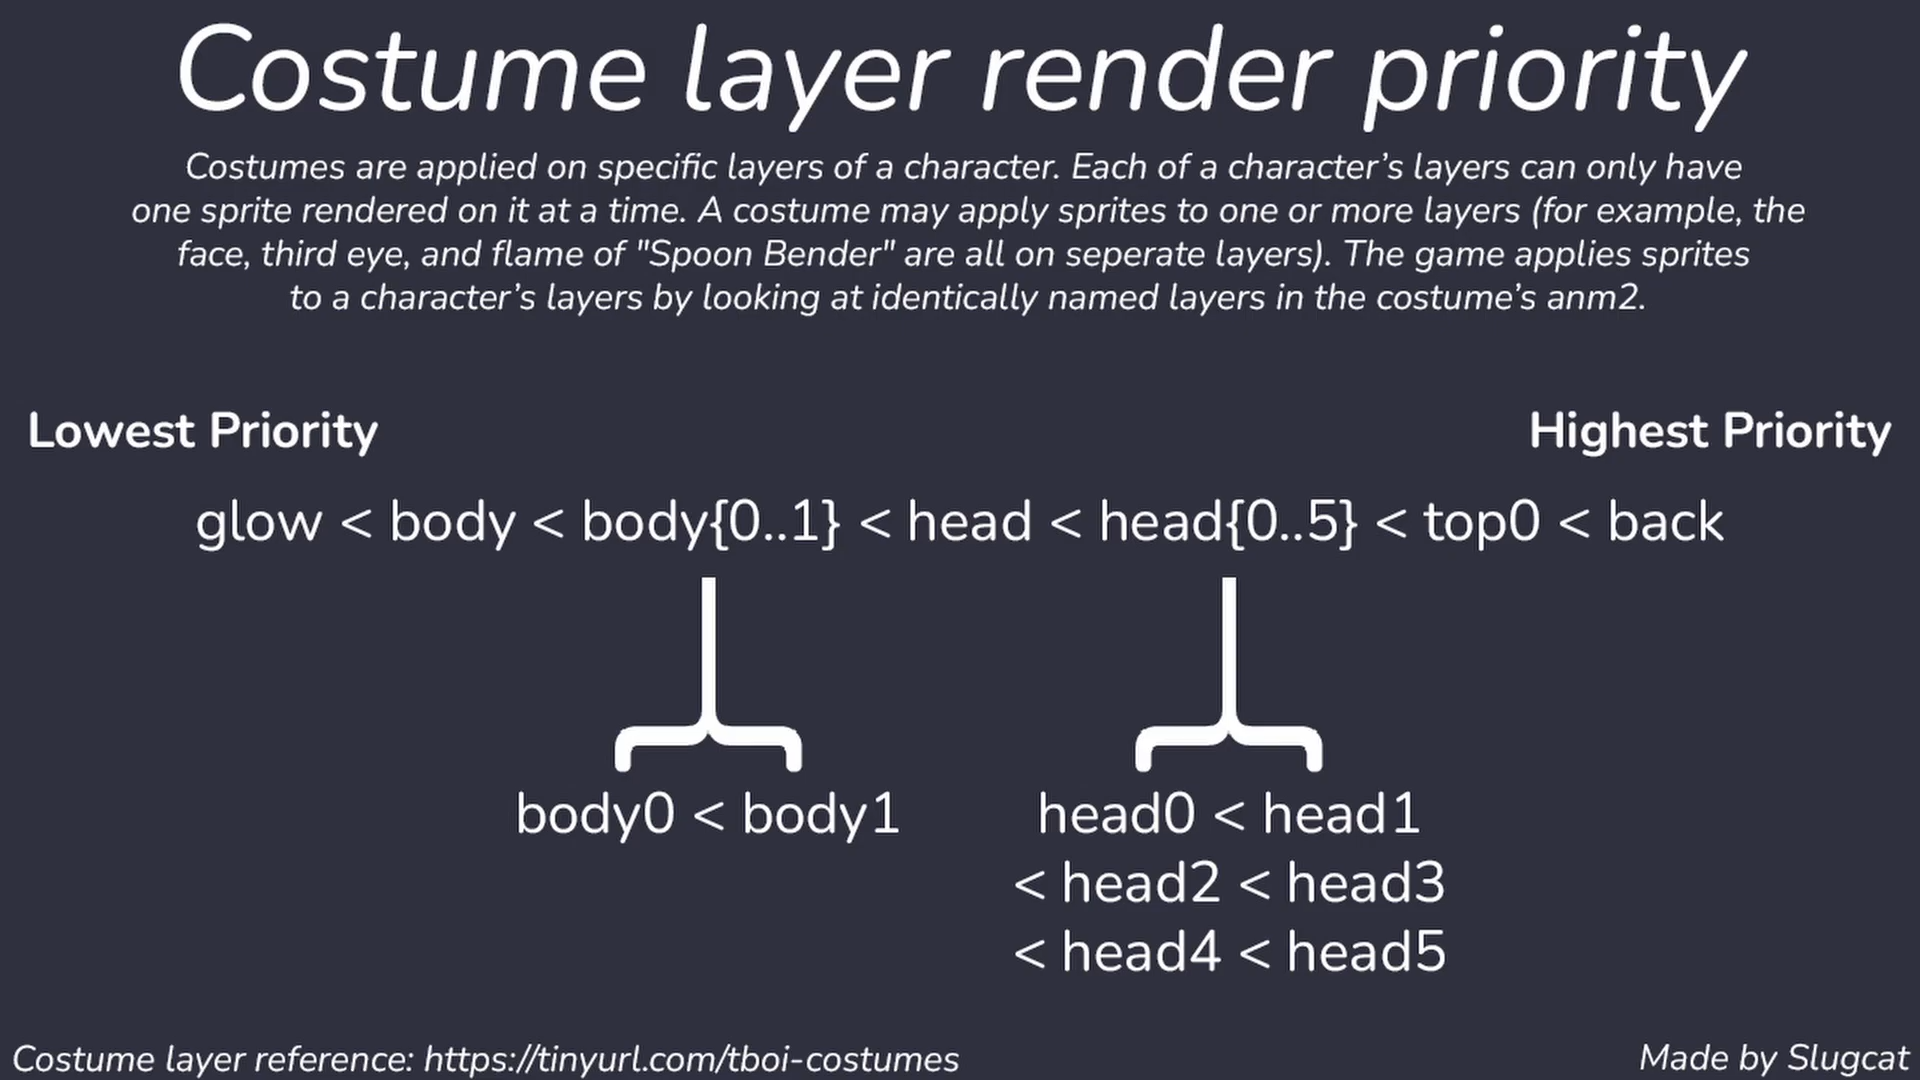 Costume layer render priority
Costumes are applied on specific layers of a character. Each of a character’s layers can only have
one sprite rendered on it at a time. A costume may apply sprites to one or more layers (for example, the
face, third eye, and flame of "Spoon Bender" are all on seperate layers). The game applies sprites
to a character’s layers by looking at identically named layers in the costume’s anm2.
Lowest Priority
Highest Priority
glow < body < body{0..1} < head < head{0..5} < top0 < back
body0 < body1
head0 < head1
< head2 < head3
< head4 < head5
Costume layer reference: https://tinyurl.com/tboi-costumes
Made by Slugcat